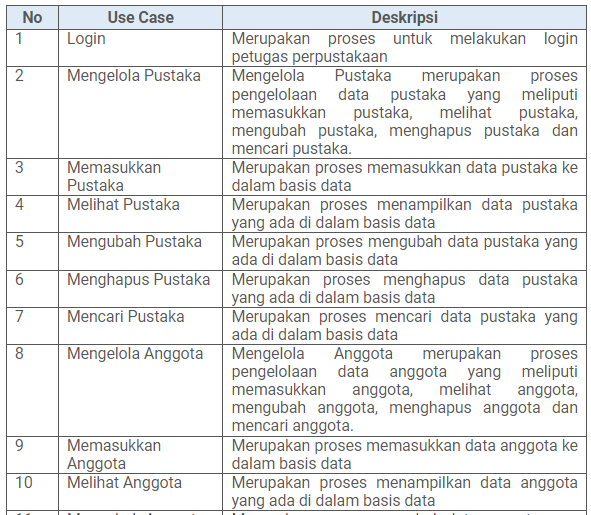 No Use Case Deskripsi
1 Login Merupakan proses untuk melakukan login
petugas perpustakaan
2 Mengelola Pustaka Mengelola Pustaka merupakan proses
pengelolaan data pustaka yang meliputi
memasukkan pustaka, melihat pustaka,
mengubah pustaka, menghapus pustaka dan
mencari pustaka.
3 Memasukkan Merupakan proses memasukkan data pustaka ke
Pustaka dalam basis data
4 Melihat Pustaka Merupakan proses menampilkan data pustaka
yang ada di dalam basis data
5 Mengubah Pustaka Merupakan proses mengubah data pustaka yang
ada di dalam basis data
6 Menghapus Pustaka Merupakan proses menghapus data pustaka
yang ada di dalam basis data
7 Mencari Pustaka Merupakan proses mencari data pustaka yang
ada di dalam basis data
8 Mengelola Anggota Mengelola Anggota merupakan proses
pengelolaan data anggota yang meliputi
memasukkan anggota, melihat anggota,
mengubah anggota, menghapus anggota dan
mencari anggota.
9 Memasukkan Merupakan proses memasukkan data anggota ke
Anggota dalam basis data
10 Melihat Anggota Merupakan proses menampilkan data anggota
yang ada di dalam basis data